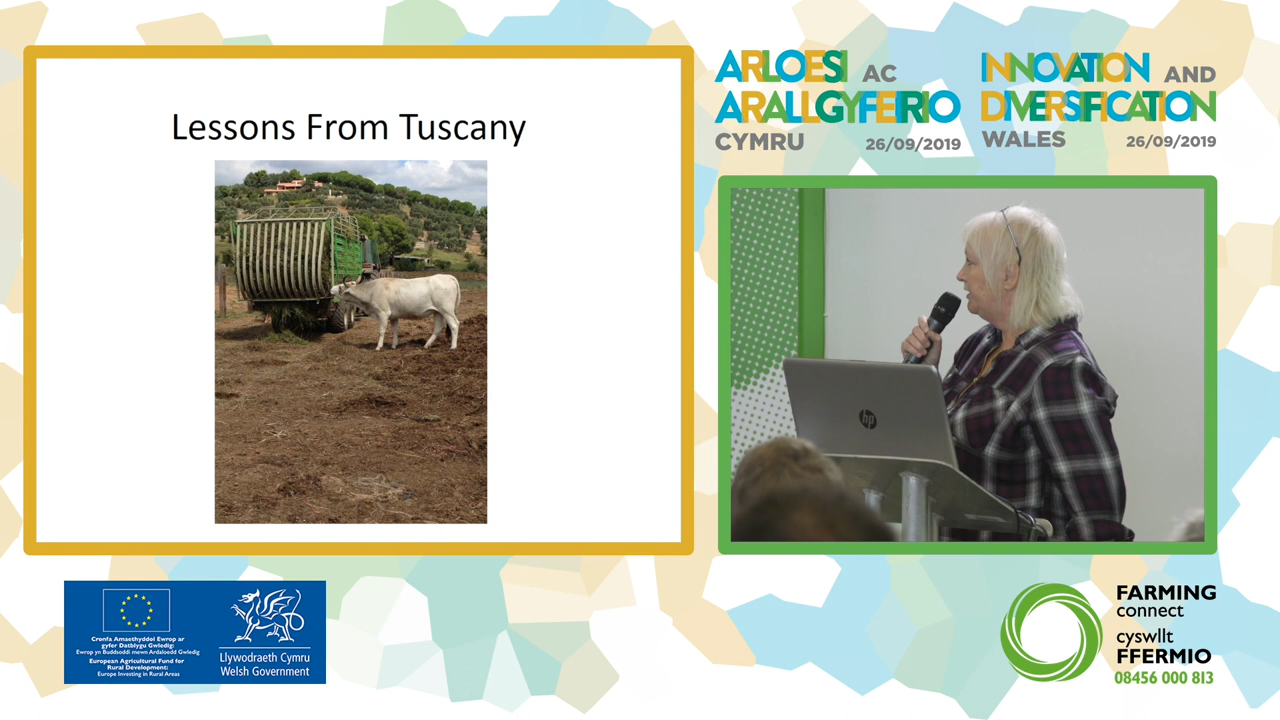 Lessons From Tuscany
ARLOESI AC
ARALLGYFEIRIO
CYMRU 26/09/2019
INNOVATION AND
DIVERSIFICATION
WALES 26/09/2019
hp
Cronfa Amaethyddol Ewrop ar
gyfer Datblygu Gwledig:
Ewrop yn Buddsoddi mewn Ardaloedd Gwledig
European Agricultural Fund for
Rural Development:
Europe Investing in Rural Areas
Llywodraeth Cymru
Welsh Government
FARMING
connect
cyswllt
FFERMIO
08456 000 813